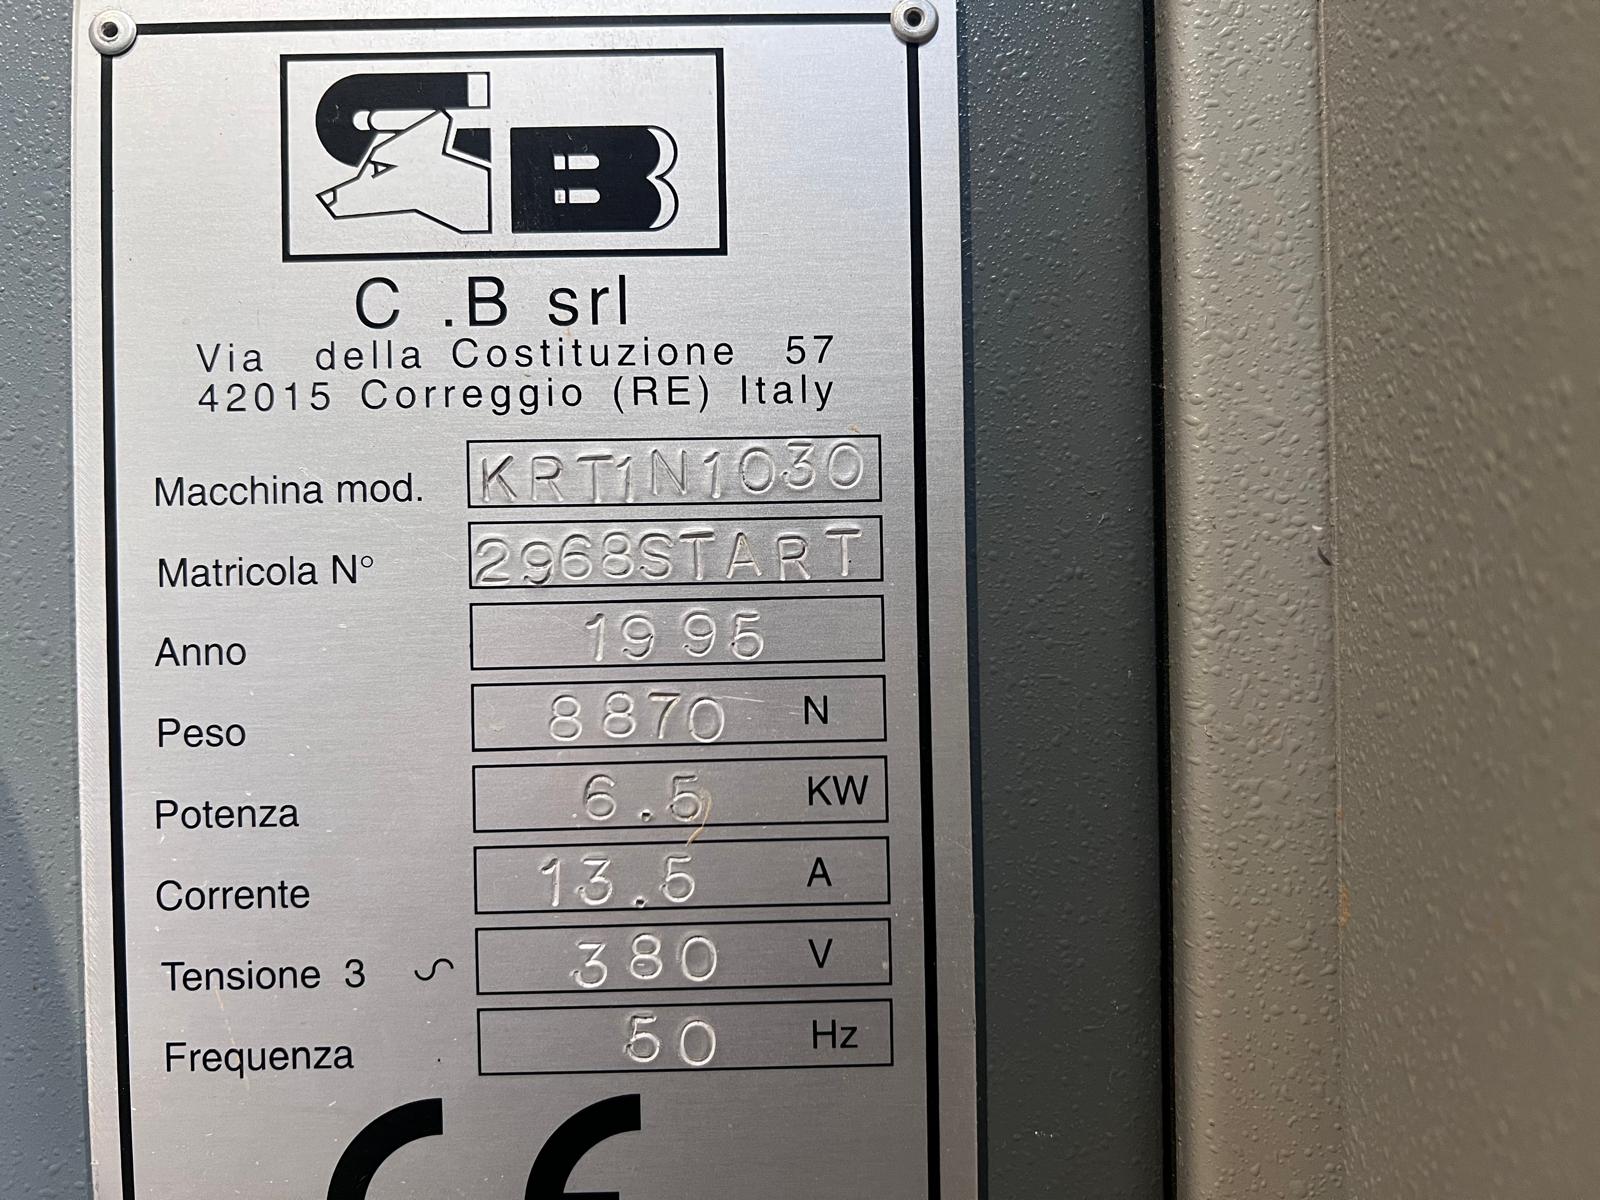 CB
C .B srl
Via della Costituzione 57
42015 Correggio (RE) Italy
Macchina mod. KRT1N1030
Matricola N° 2968START
Anno 1995
Peso 8870 N
Potenza 6.5 KW
Corrente 13.5 A
Tensione 3 ∽ 380 V
Frequenza 50 Hz
CE